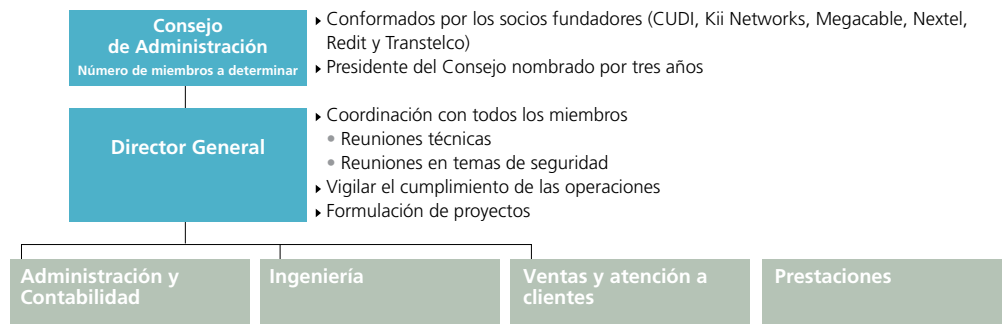 Consejo
de Administración
Número de miembros a determinar
▸ Conformados por los socios fundadores (CUDI, Kii Networks, Megacable, Nextel,
Redit y Transtelco)
▸ Presidente del Consejo nombrado por tres años
Director General
▸ Coordinación con todos los miembros
• Reuniones técnicas
• Reuniones en temas de seguridad
▸ Vigilar el cumplimiento de las operaciones
▸ Formulación de proyectos
Administración y
Contabilidad
Ingeniería
Ventas y atención a
clientes
Prestaciones